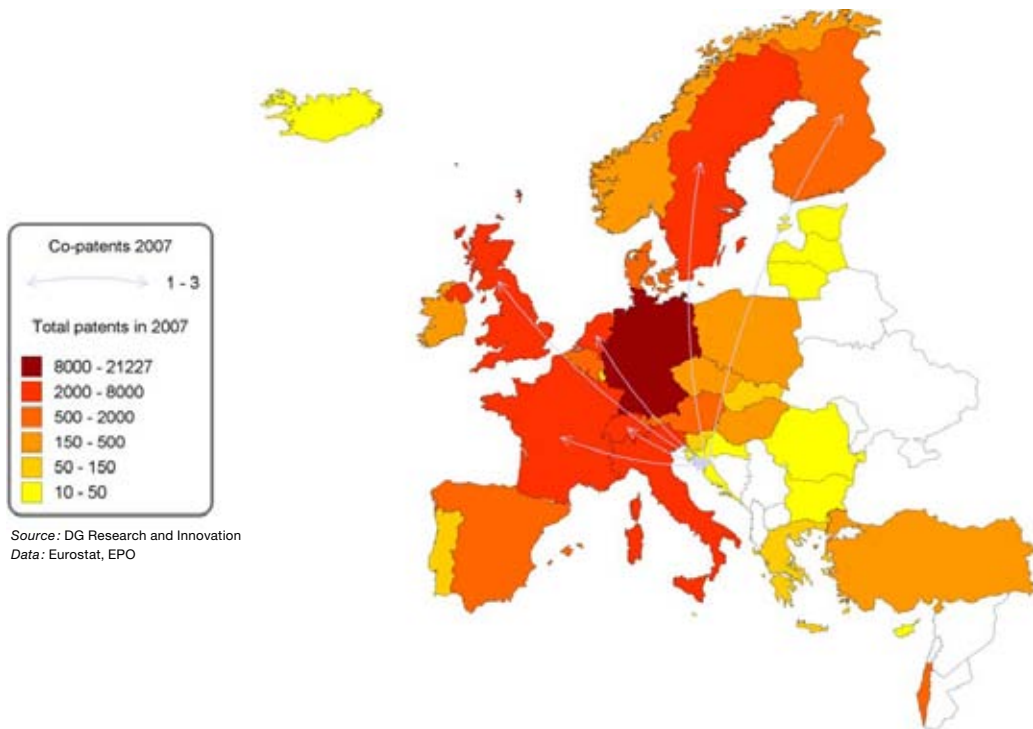 Co-patents 2007
1 - 3
Total patents in 2007
8000 - 21227
2000 - 8000
500 - 2000
150 - 500
50 - 150
10 - 50
Source: DG Research and Innovation
Data: Eurostat, EPO